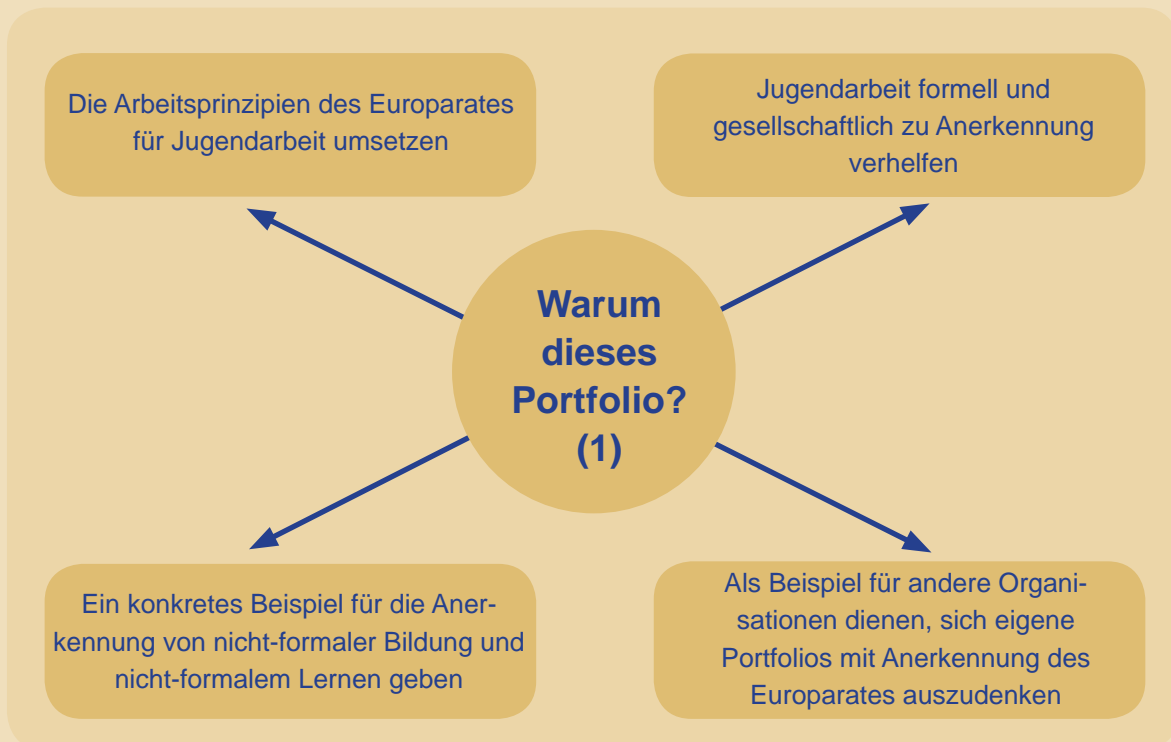 Die Arbeitsprinzipien des Europarates
für Jugendarbeit umsetzen
Jugendarbeit formell und
gesellschaftlich zu Anerkennung
verhelfen
Warum
dieses
Portfolio?
(1)
Ein konkretes Beispiel für die Aner-
kennung von nicht-formaler Bildung und
nicht-formalem Lernen geben
Als Beispiel für andere Organi-
sationen dienen, sich eigene
Portfolios mit Anerkennung des
Europarates auszudenken